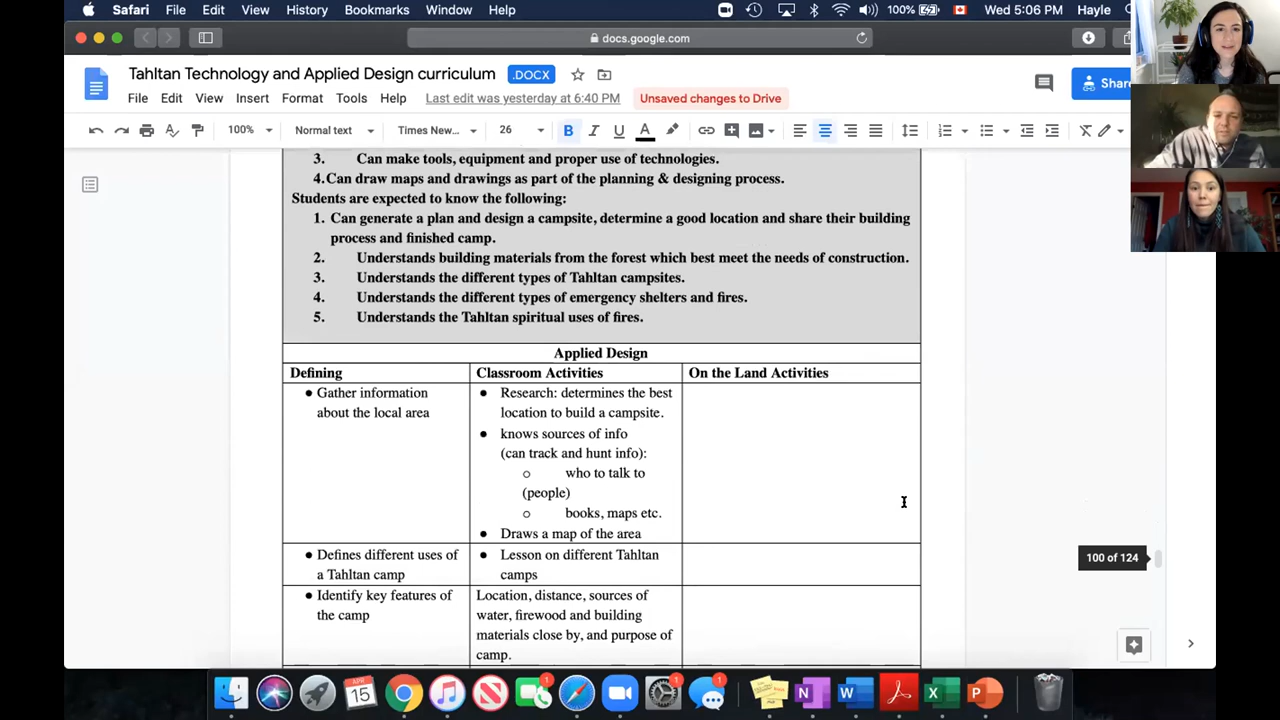 Safari File Edit View History Bookmarks Window Help 100% Wed 5:06 PM Hayle
docs.google.com
Tahltan Technology and Applied Design curriculum .DOCX
File Edit View Insert Format Tools Help Last edit was yesterday at 6:40 PM Unsaved changes to Drive Share
100% Normal text Times New... 26 B I U A
3. Can make tools, equipment and proper use of technologies.
4.Can draw maps and drawings as part of the planning & designing process.
Students are expected to know the following:
1. Can generate a plan and design a campsite, determine a good location and share their building
process and finished camp.
2. Understands building materials from the forest which best meet the needs of construction.
3. Understands the different types of Tahltan campsites.
4. Understands the different types of emergency shelters and fires.
5. Understands the Tahltan spiritual uses of fires.
Applied Design
Defining Classroom Activities On the Land Activities
● Gather information
about the local area
● Research: determines the best
location to build a campsite.
● knows sources of info
(can track and hunt info):
o who to talk to
(people)
o books, maps etc.
● Draws a map of the area
● Defines different uses of
a Tahltan camp
● Lesson on different Tahltan
camps
● Identify key features of
the camp
Location, distance, sources of
water, firewood and building
materials close by, and purpose of
camp.
100 of 124
APR
15
1
1
1
N W X P